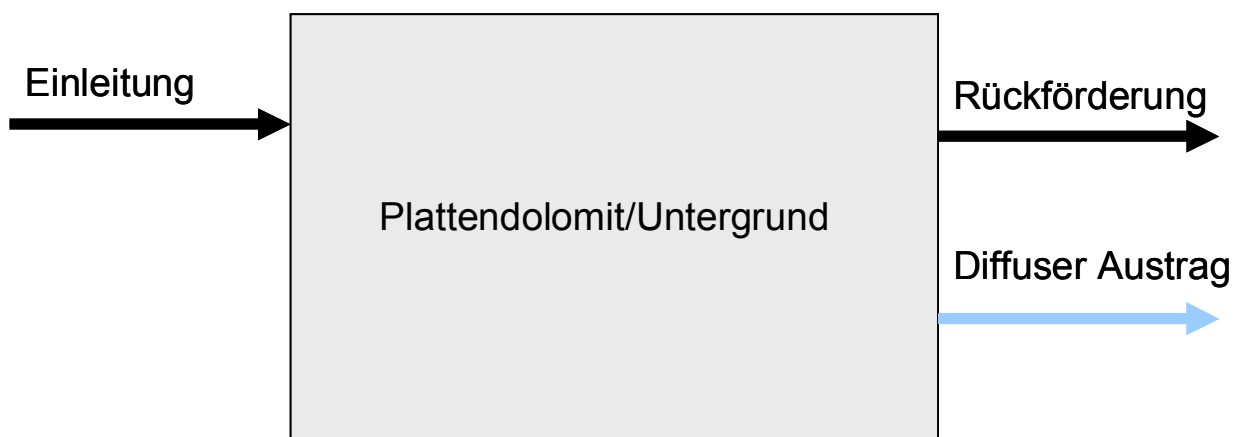 Einleitung
Rückförderung
Plattendolomit/Untergrund
Diffuser Austrag